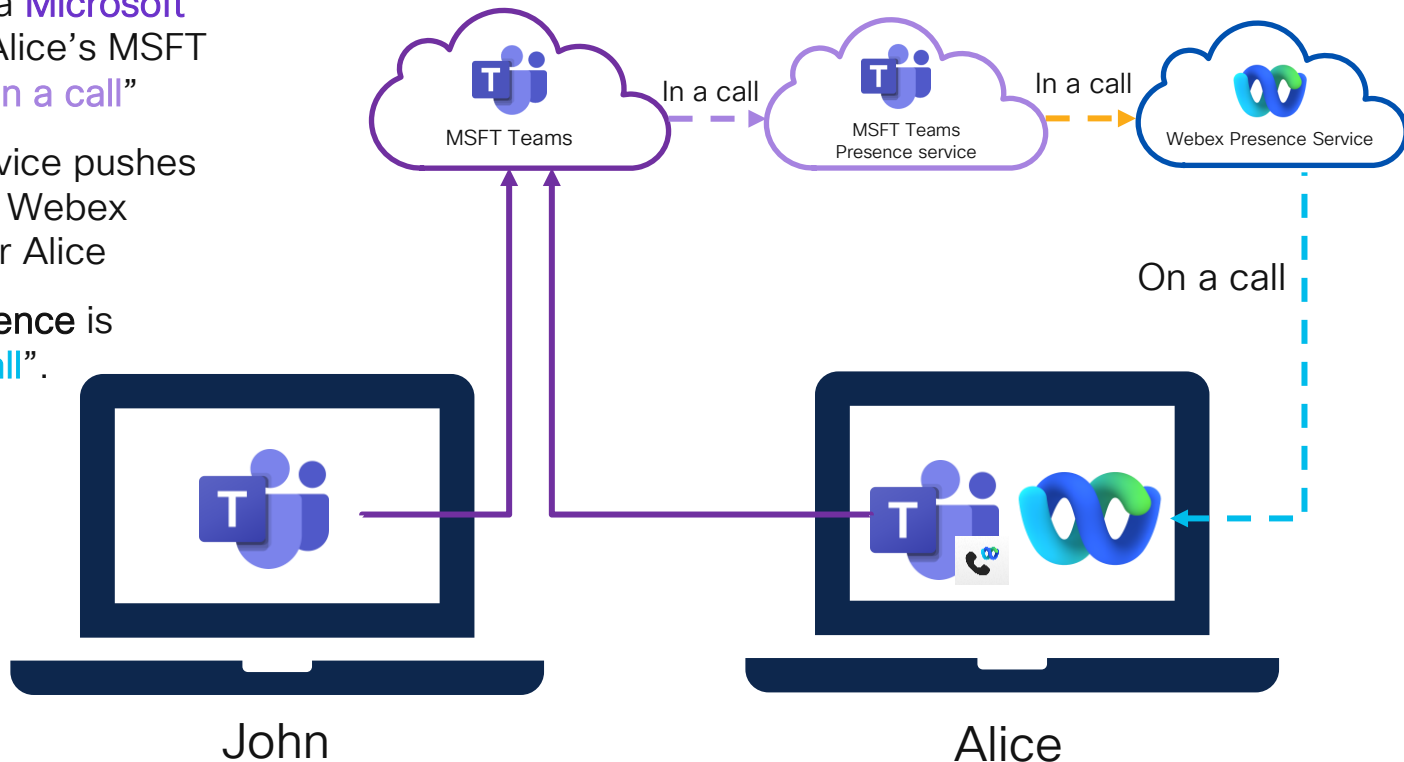 a Microsoft
Alice's MSFT
n a call”
vice pushes
Webex
r Alice
ence is
all”.
T
MSFT Teams
In a call
T
MSFT Teams
Presence service
In a call
Webex Presence Service
On a call
T
T
John
Alice